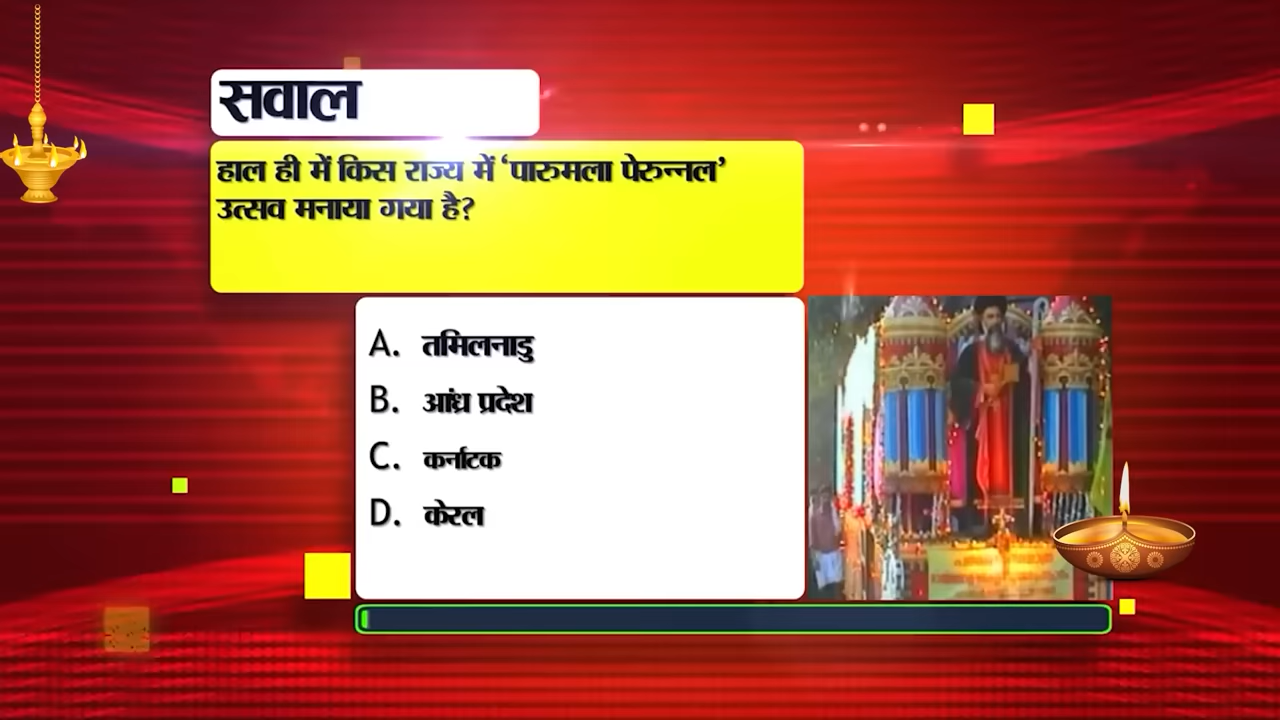 सवाल
हाल ही में किस राज्य में ‘पारुमला पेरुन्नल’
उत्सव मनाया गया है?
A. तमिलनाडु
B. आंध्र प्रदेश
C. कर्नाटक
D. केरल